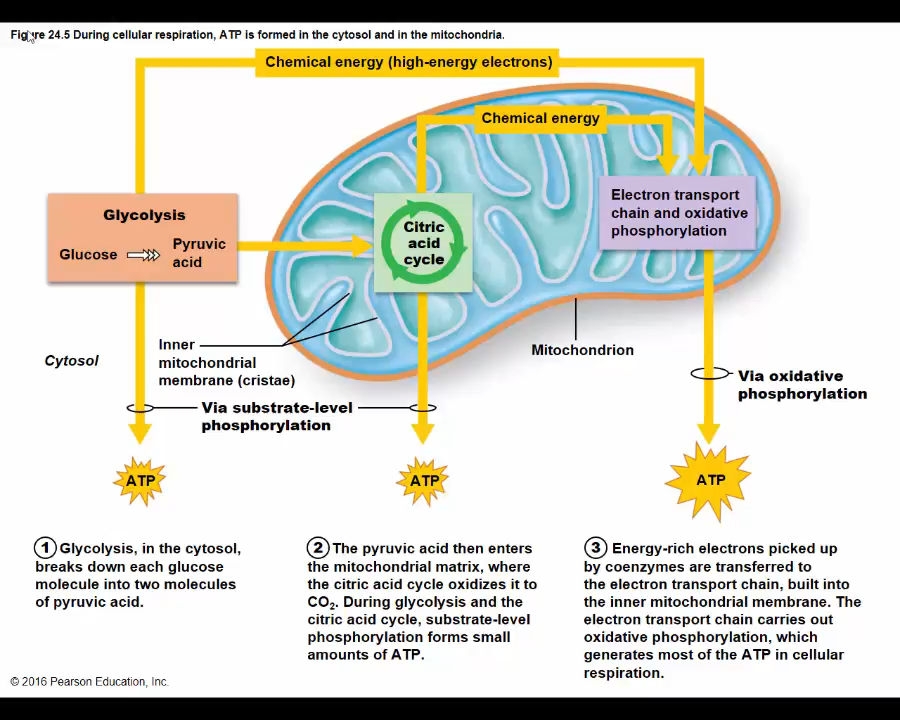 Figure 24.5 During cellular respiration, ATP is formed in the cytosol and in the mitochondria.
Chemical energy (high-energy electrons)
Chemical energy
Glycolysis
Glucose
Pyruvic
acid
Citric
acid
cycle
Electron transport
chain and oxidative
phosphorylation
Cytosol
Inner
mitochondrial
membrane (cristae)
Mitochondrion
Via substrate-level
phosphorylation
Via oxidative
phosphorylation
ATP
ATP
ATP
1 Glycolysis, in the cytosol,
breaks down each glucose
molecule into two molecules
of pyruvic acid.
2 The pyruvic acid then enters
the mitochondrial matrix, where
the citric acid cycle oxidizes it to
CO2. During glycolysis and the
citric acid cycle, substrate-level
phosphorylation forms small
amounts of ATP.
3 Energy-rich electrons picked up
by coenzymes are transferred to
the electron transport chain, built into
the inner mitochondrial membrane. The
electron transport chain carries out
oxidative phosphorylation, which
generates most of the ATP in cellular
respiration.
© 2016 Pearson Education, Inc.